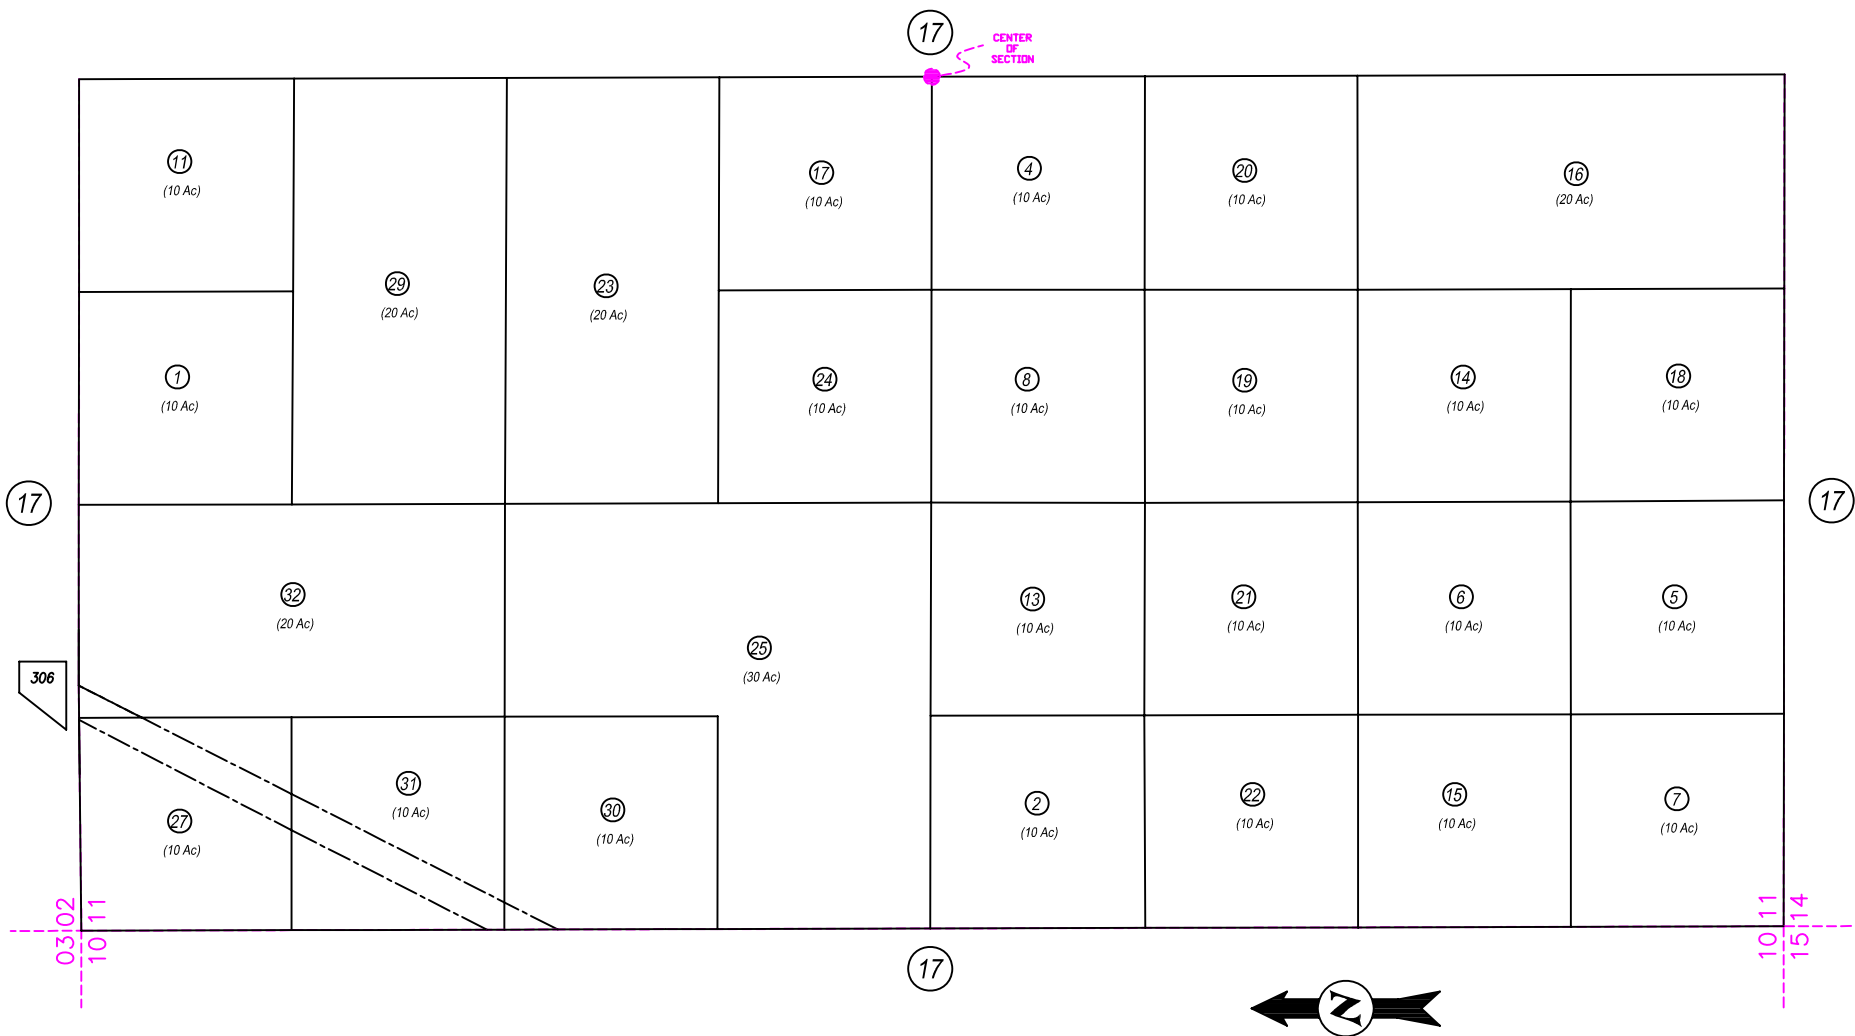 17
CENTER
OF
SECTION
11
(10 Ac)
29
(20 Ac)
23
(20 Ac)
17
(10 Ac)
4
(10 Ac)
20
(10 Ac)
16
(20 Ac)
1
(10 Ac)
24
(10 Ac)
8
(10 Ac)
19
(10 Ac)
14
(10 Ac)
18
(10 Ac)
17
17
32
(20 Ac)
25
(30 Ac)
13
(10 Ac)
21
(10 Ac)
6
(10 Ac)
5
(10 Ac)
306
27
(10 Ac)
31
(10 Ac)
30
(10 Ac)
2
(10 Ac)
22
(10 Ac)
15
(10 Ac)
7
(10 Ac)
03 02
10 11
10 11
15 14
17
N